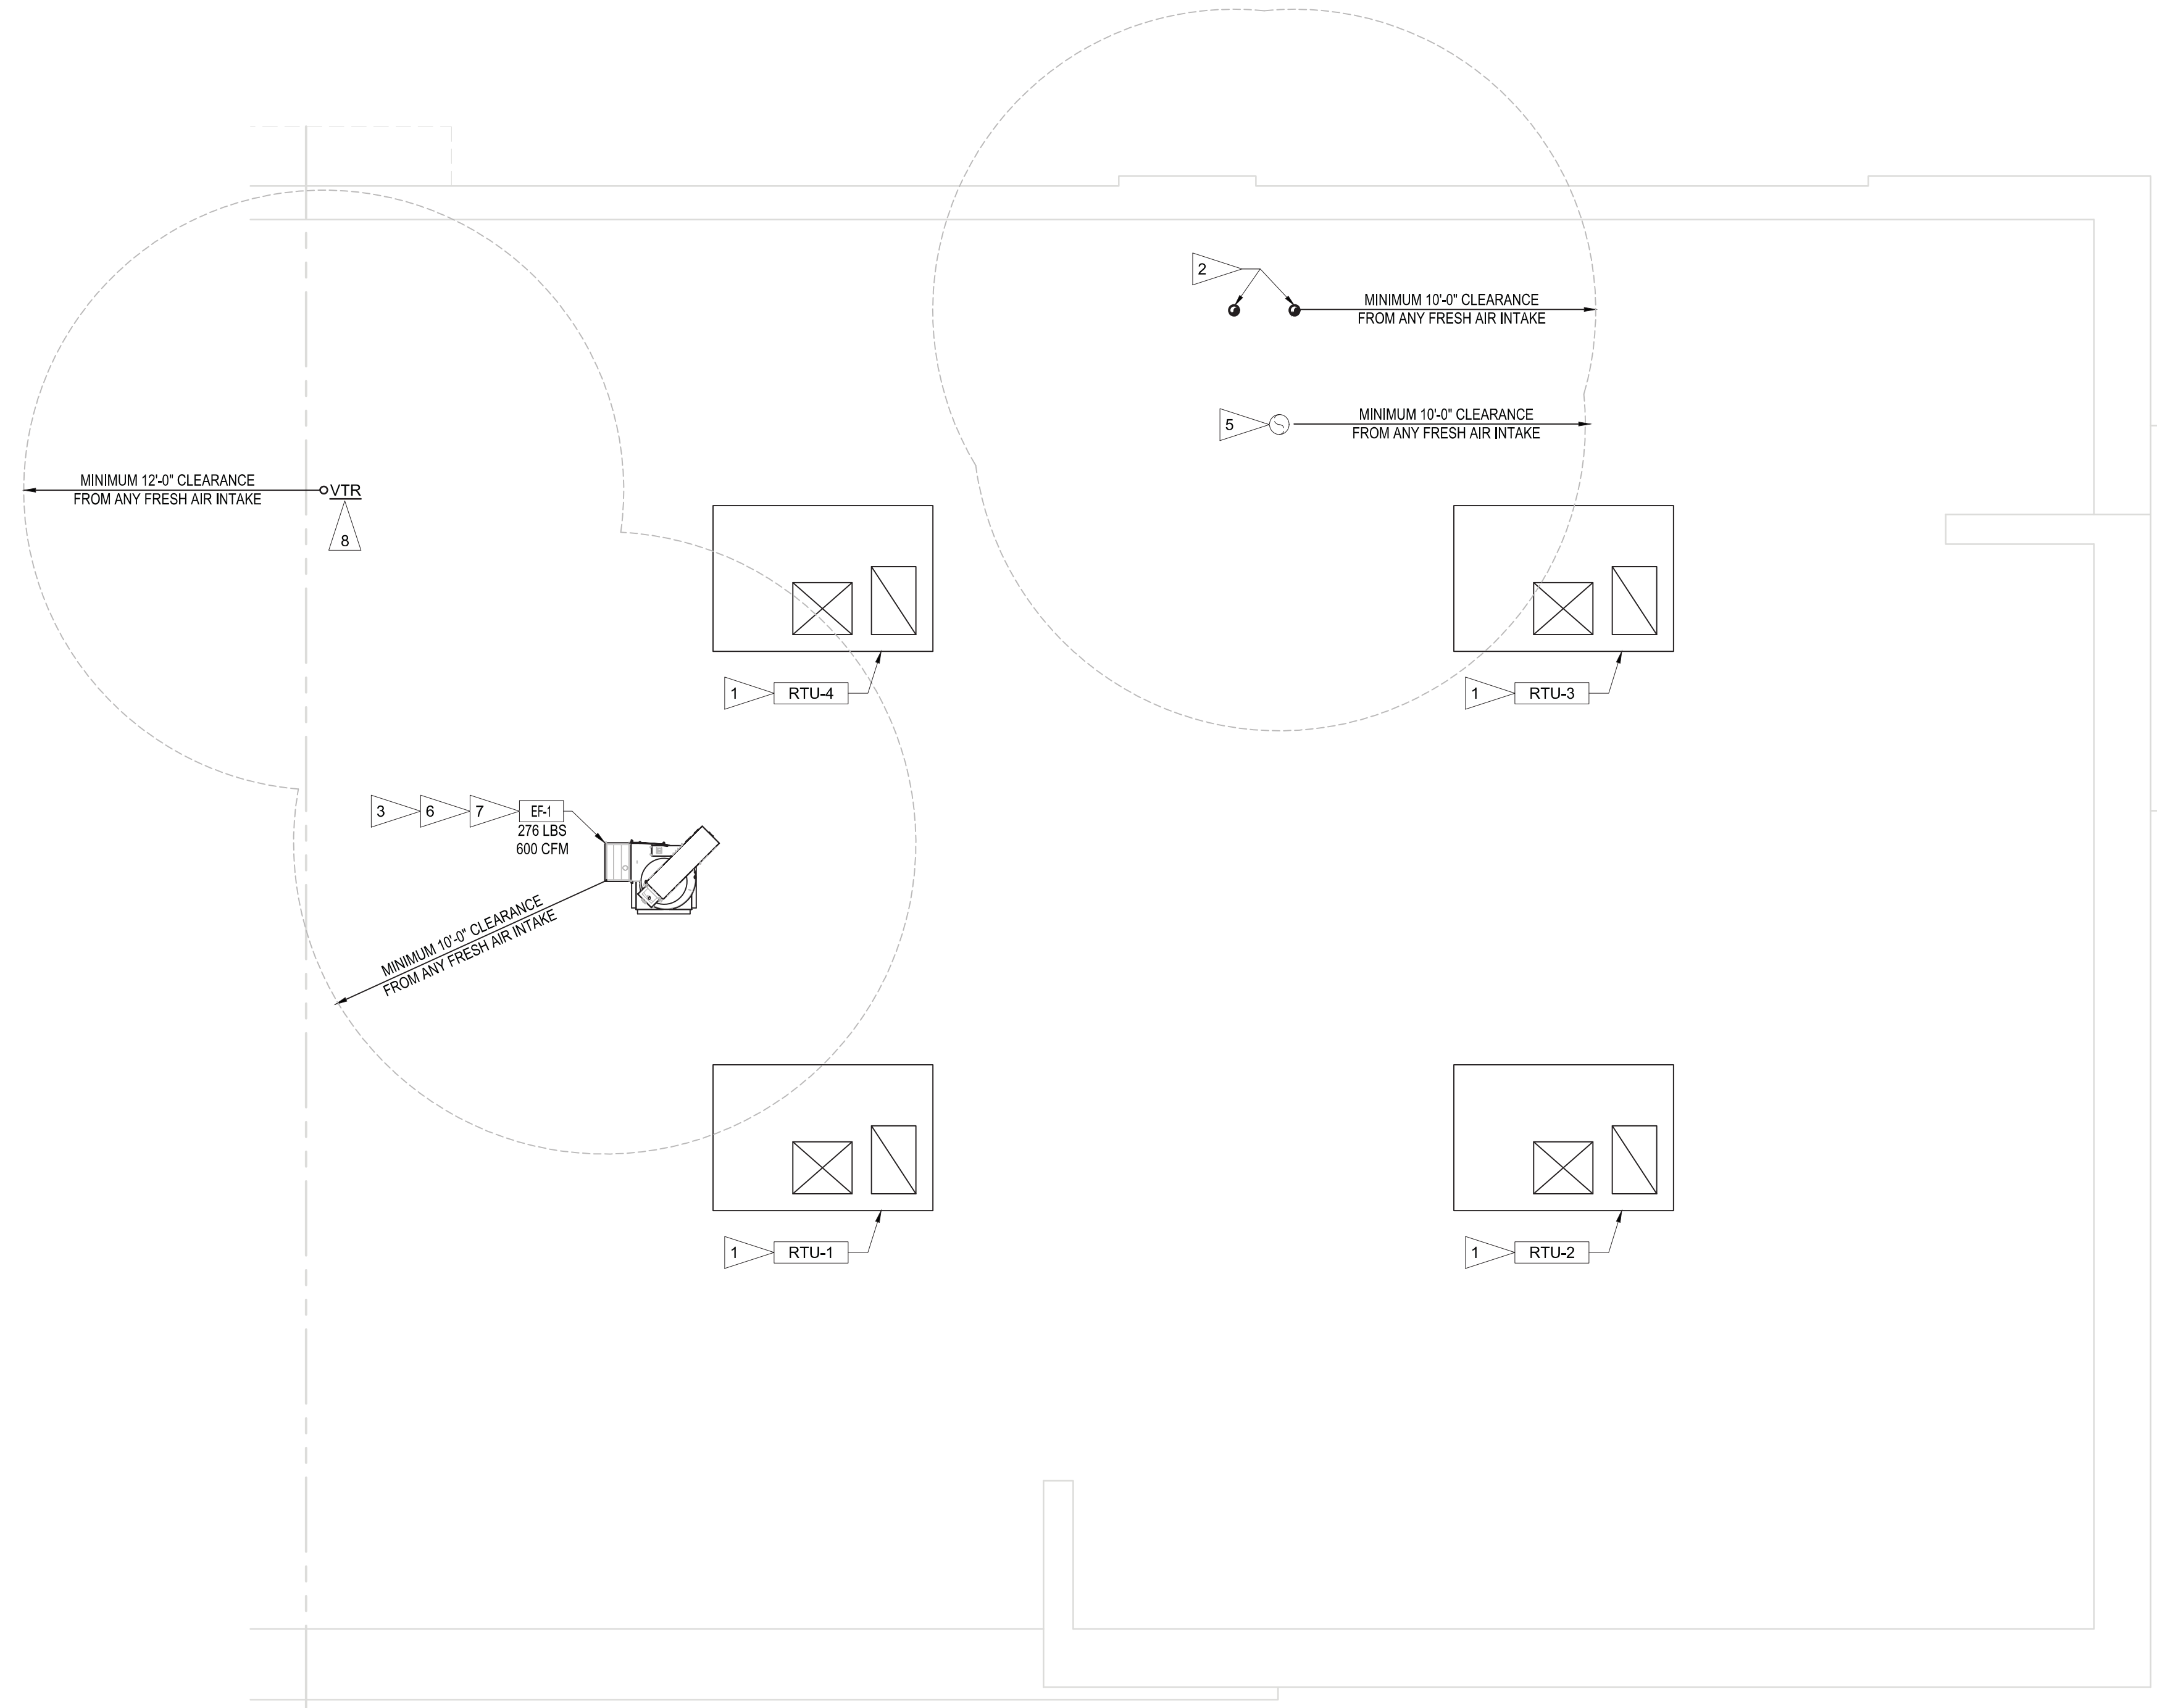 2
MINIMUM 10'-0" CLEARANCE
FROM ANY FRESH AIR INTAKE
5
MINIMUM 10'-0" CLEARANCE
FROM ANY FRESH AIR INTAKE
MINIMUM 12'-0" CLEARANCE
FROM ANY FRESH AIR INTAKE
VTR
8
1 RTU-4
1 RTU-3
3 6 7 EF-1
276 LBS
600 CFM
MINIMUM 10'-0" CLEARANCE
FROM ANY FRESH AIR INTAKE
1 RTU-1
1 RTU-2